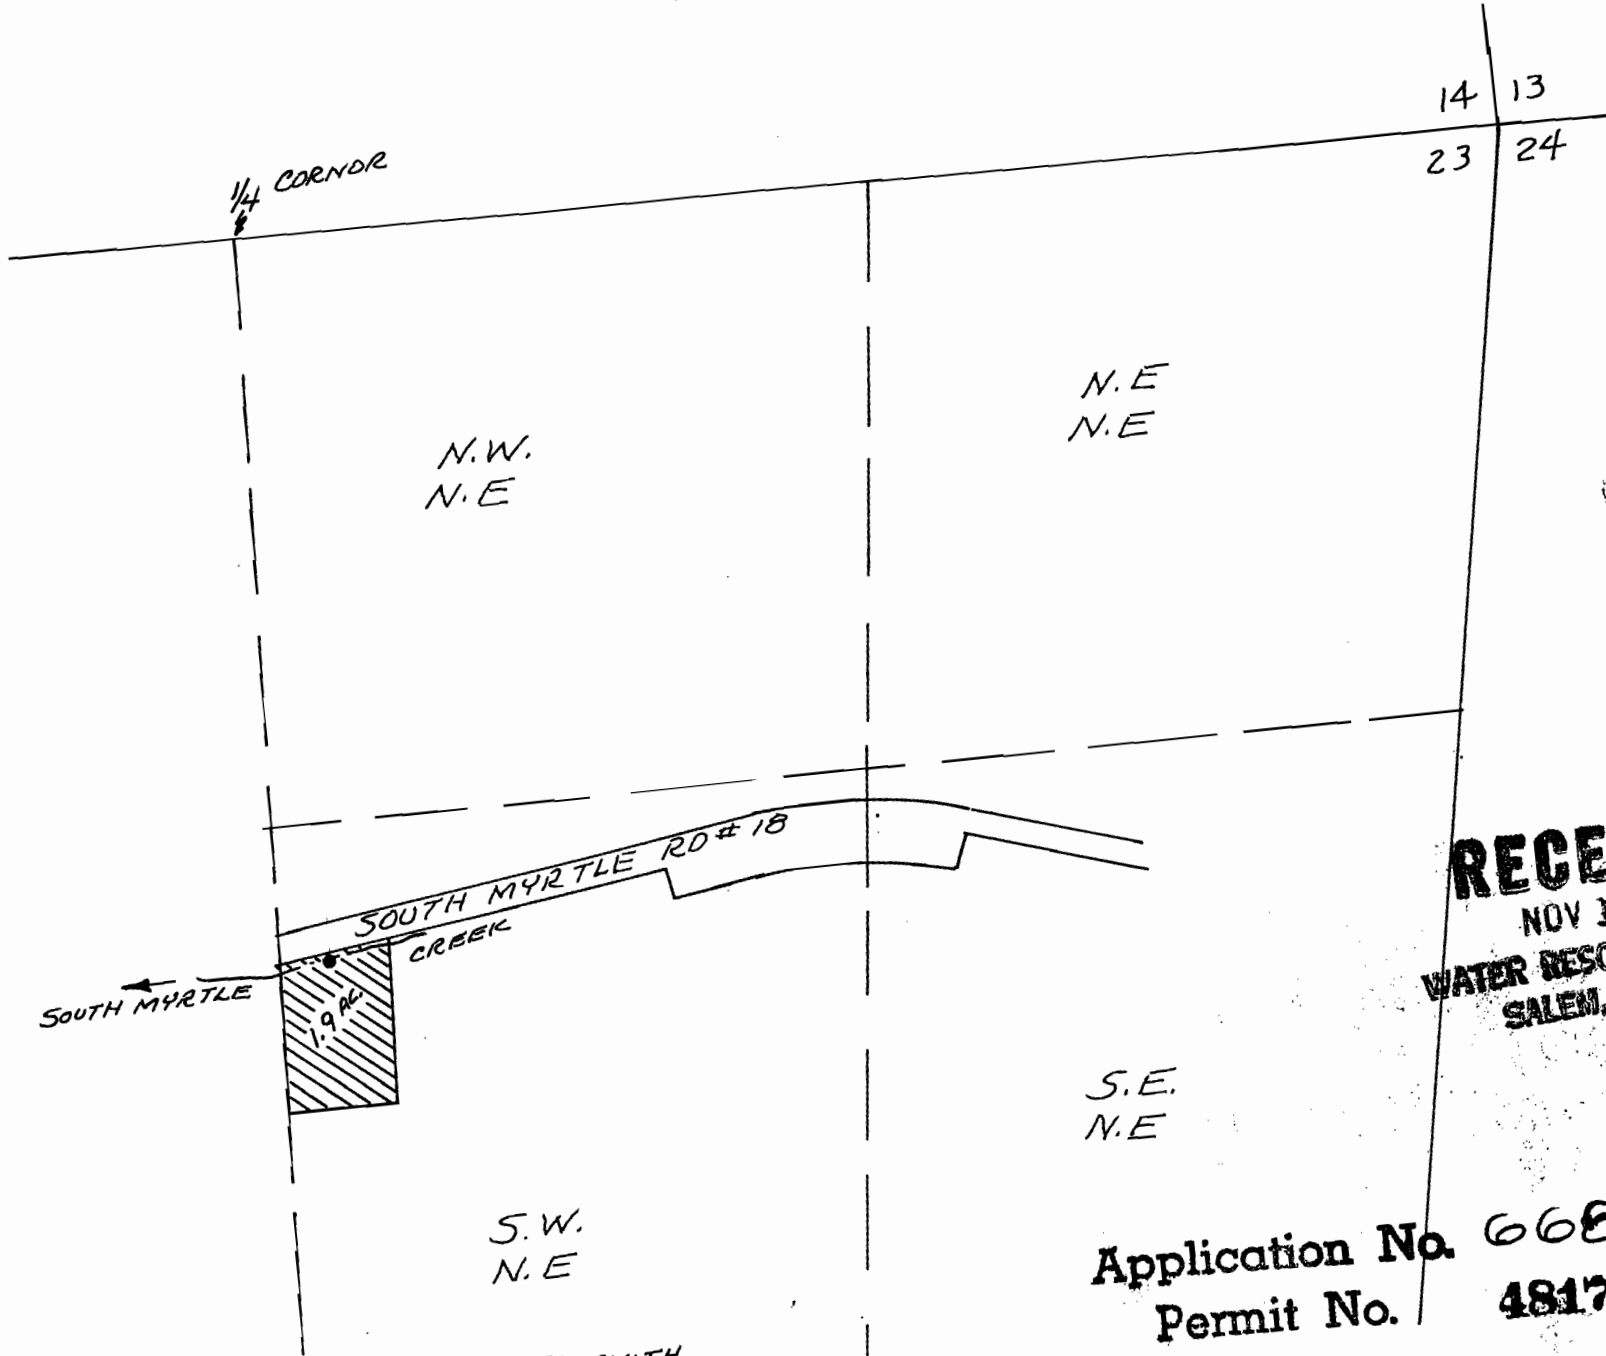 14 13
23 24
1/4 CORNOR
N.E
N.E
N.W.
N.E
SOUTH MYRTLE RD # 18
CREEK
SOUTH MYRTLE
1.9 AC.
RECE
NOV
WATER RESO
SALEM,
S.E.
N.E
S.W.
N.E
Application No. 668
Permit No. 4817